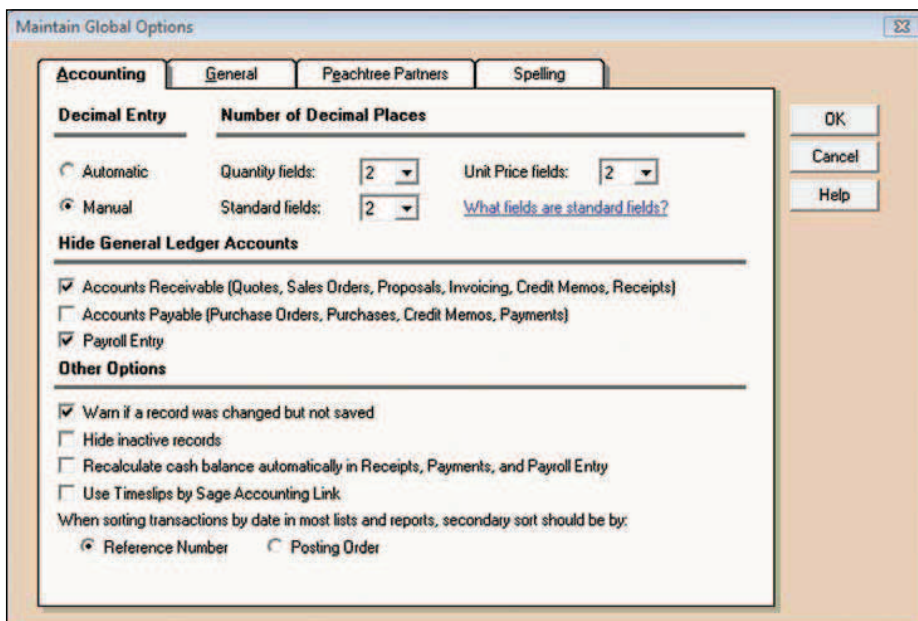 Maintain Global Options
Accounting General Peachtree Partners Spelling
Decimal Entry Number of Decimal Places
OK
Automatic Quantity fields: 2 Unit Price fields: 2
Cancel
Manual Standard fields: 2 What fields are standard fields?
Help
Hide General Ledger Accounts
Accounts Receivable (Quotes, Sales Orders, Proposals, Invoicing, Credit Memos, Receipts)
Accounts Payable (Purchase Orders, Purchases, Credit Memos, Payments)
Payroll Entry
Other Options
Warn if a record was changed but not saved
Hide inactive records
Recalculate cash balance automatically in Receipts, Payments, and Payroll Entry
Use Timeslips by Sage Accounting Link
When sorting transactions by date in most lists and reports, secondary sort should be by:
Reference Number Posting Order